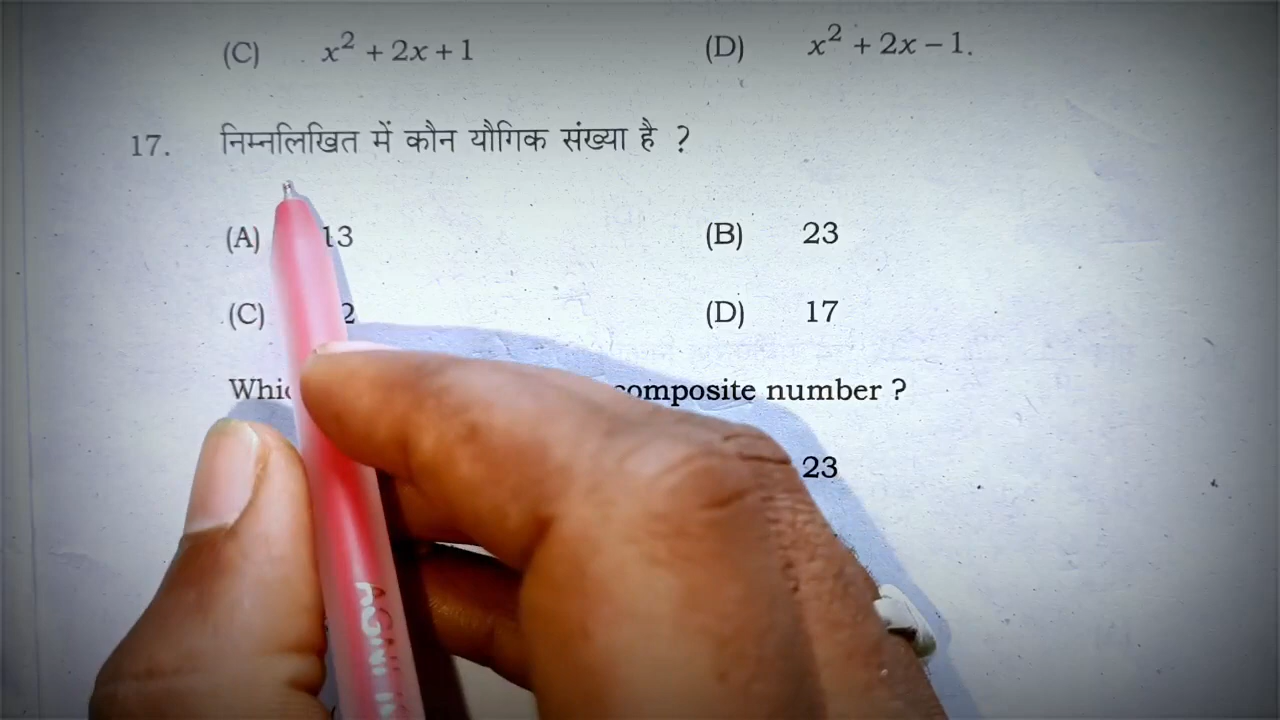 (C) x² + 2x + 1 (D) x² + 2x – 1.
17. निम्नलिखित में कौन यौगिक संख्या है ?
(A) 13 (B) 23
(C) (D) 17
composite number ?
23